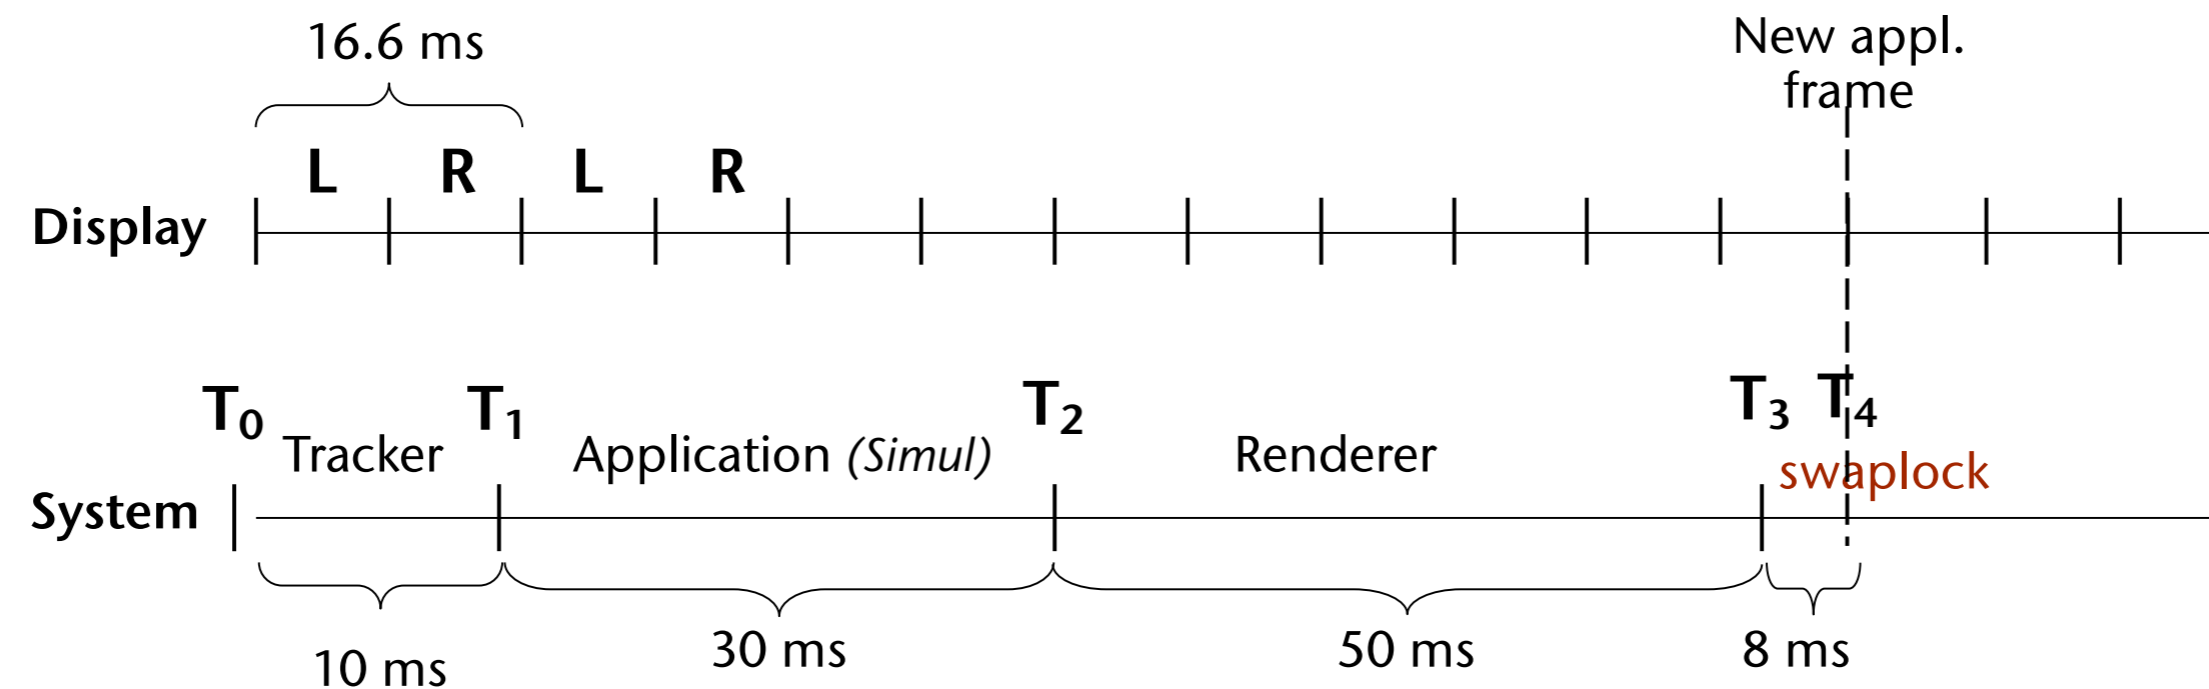 16.6 ms
New appl.
frame
L R L R
Display
T0 T1 T2 T3 T4
Tracker Application (Simul) Renderer swaplock
System
10 ms 30 ms 50 ms 8 ms